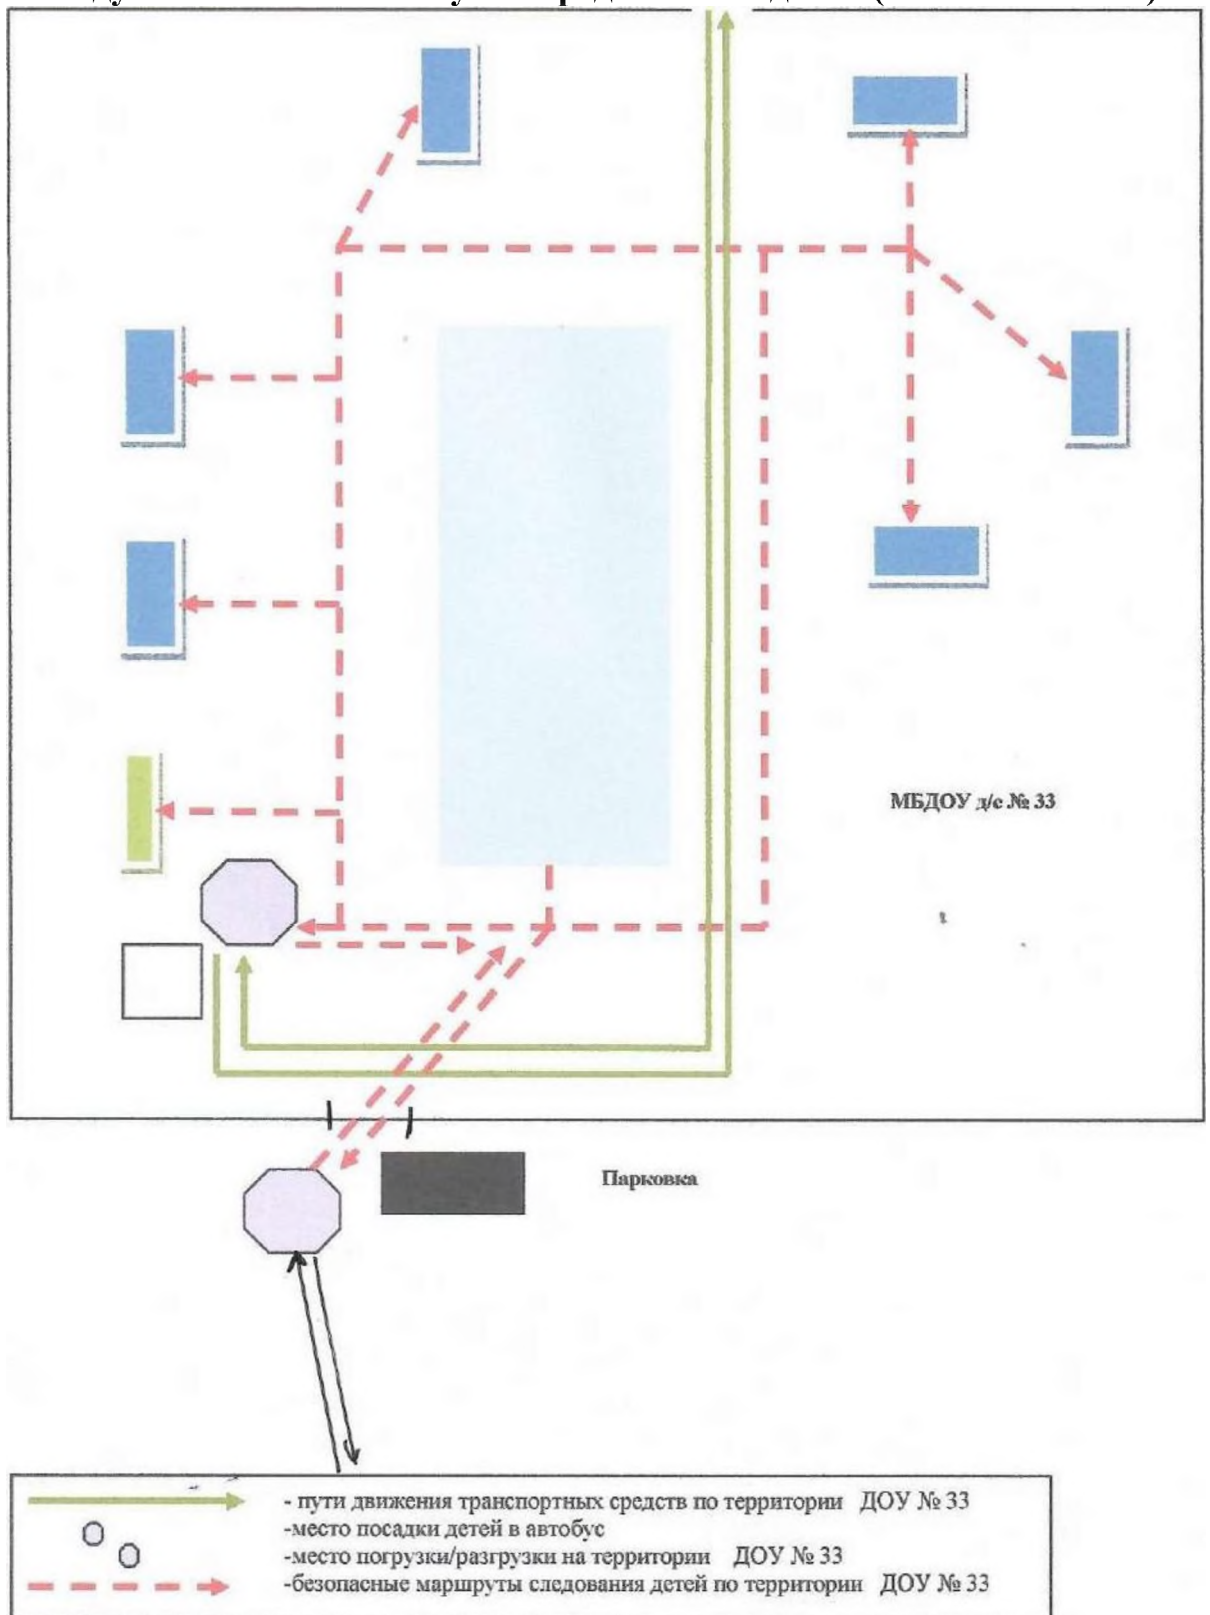 МБДОУ д/с № 33
Парковка
- пути движения транспортных средств по территории ДОУ № 33
-место посадки детей в автобус
-место погрузки/разгрузки на территории ДОУ № 33
-безопасные маршруты следования детей по территории ДОУ № 33